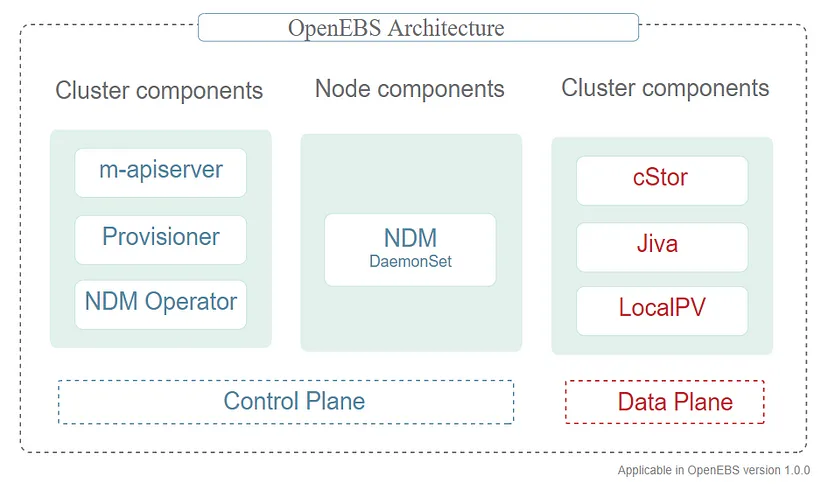 OpenEBS Architecture
Cluster components
m-apiserver
Provisioner
NDM Operator
Node components
NDM
DaemonSet
Cluster components
cStor
Jiva
LocalPV
Control Plane
Data Plane
Applicable in OpenEBS version 1.0.0